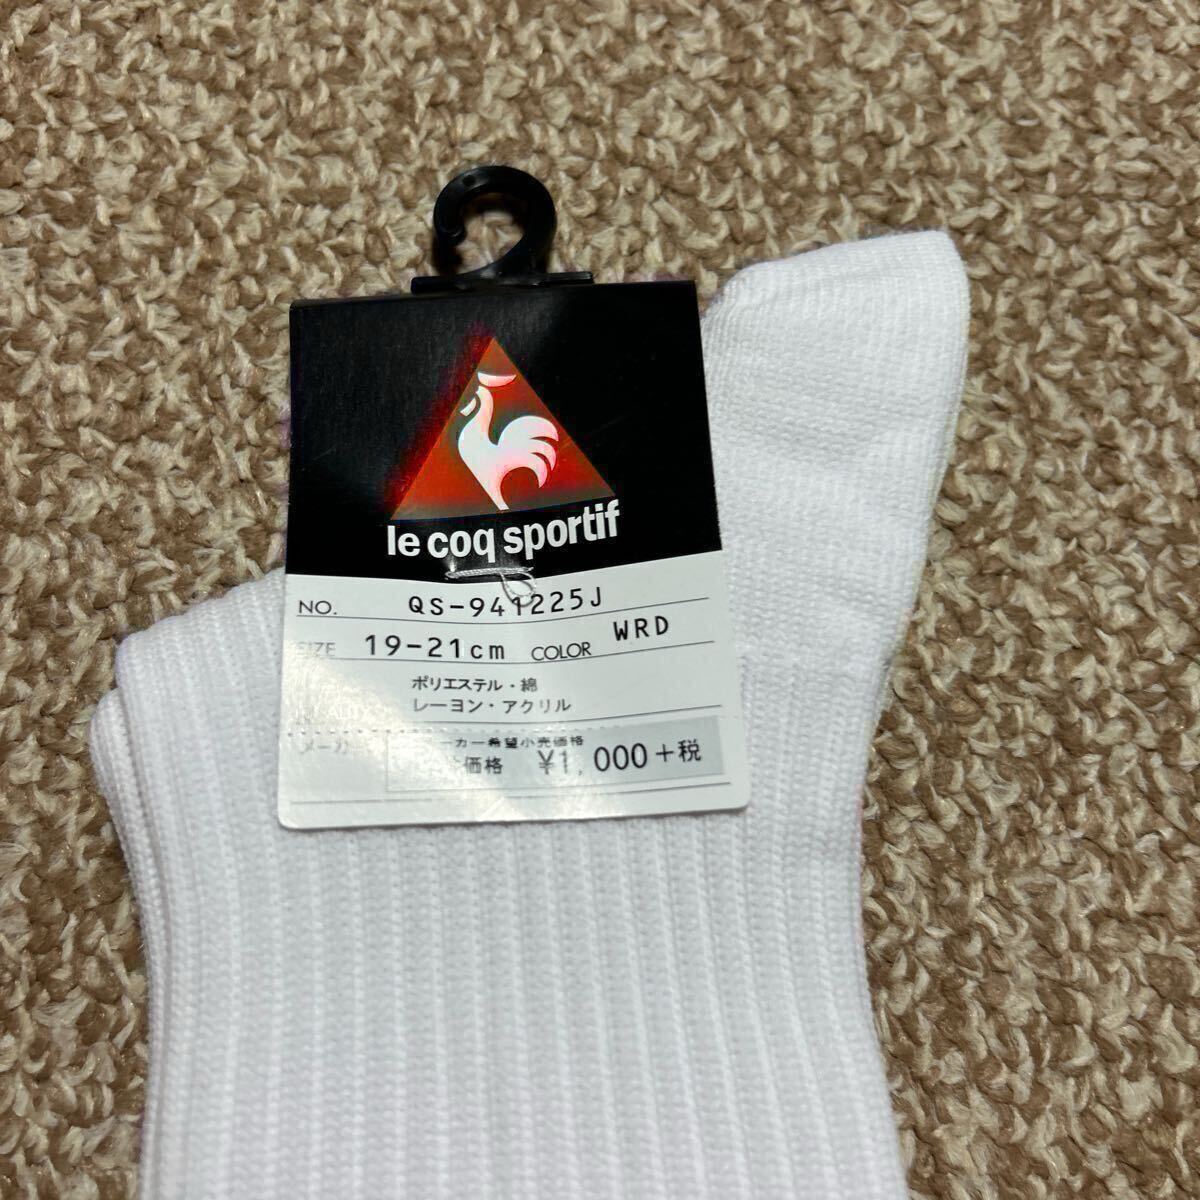 le coq sportif
NO. QS-941225J
SIZE 19-21cm COLOR WRD
ポリエステル・綿
レーヨン・アクリル
メーカー希望小売価格
価格 ¥1,000+税